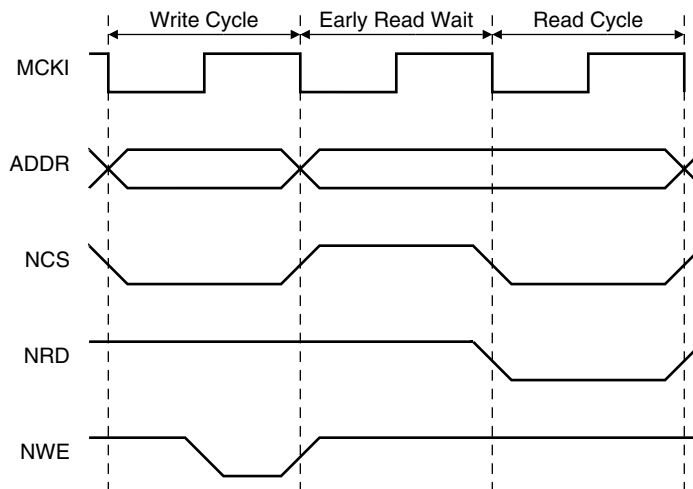 Write Cycle Early Read Wait Read Cycle
MCKI
ADDR
NCS
NRD
NWE